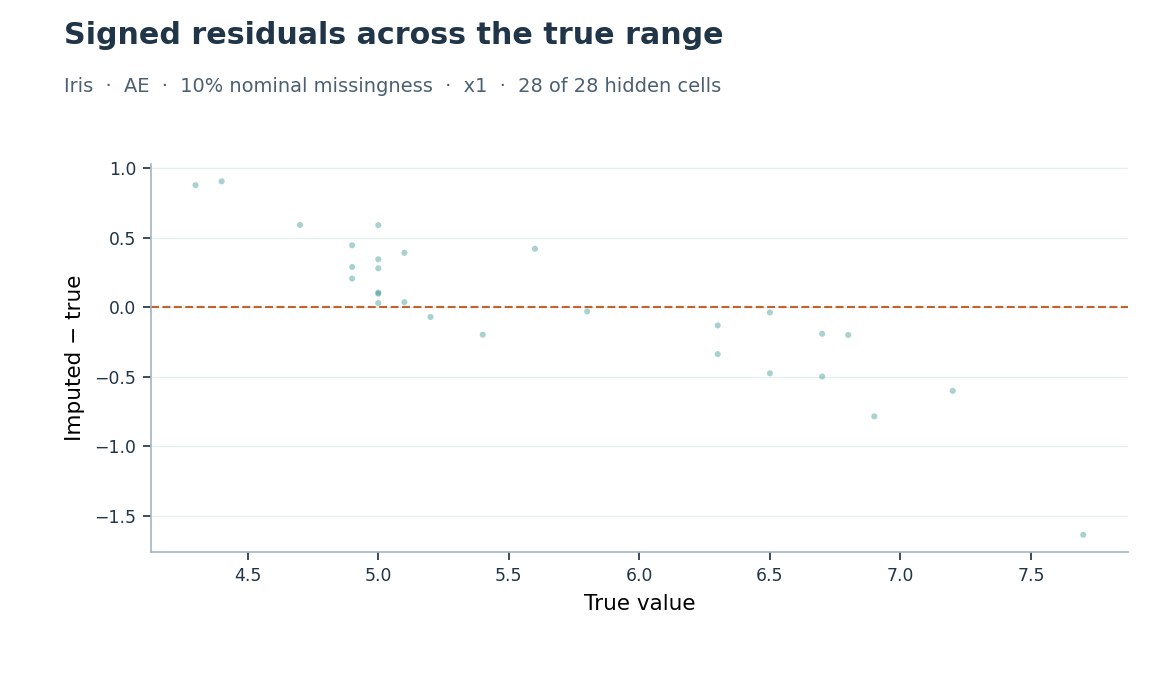 Signed residuals across the true range
Iris · AE · 10% nominal missingness · x1 · 28 of 28 hidden cells
Imputed − true
1.0
0.5
0.0
−0.5
−1.0
−1.5
4.5 5.0 5.5 6.0 6.5 7.0 7.5
True value